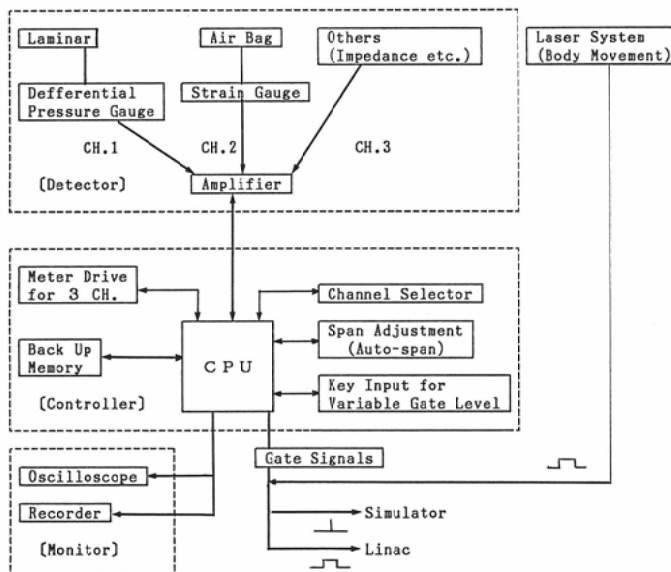 Laminar
Air Bag
Others
(Impedance etc.)
Laser System
(Body Movement)
Defferential
Pressure Gauge
Strain Gauge
CH.1
CH.2
CH.3
[Detector]
Amplifier
Meter Drive
for 3 CH.
Channel Selector
Back Up
Memory
CPU
Span Adjustment
(Auto-span)
Key Input for
Variable Gate Level
[Controller]
Gate Signals
Oscilloscope
Recorder
Simulator
[Monitor]
Linac